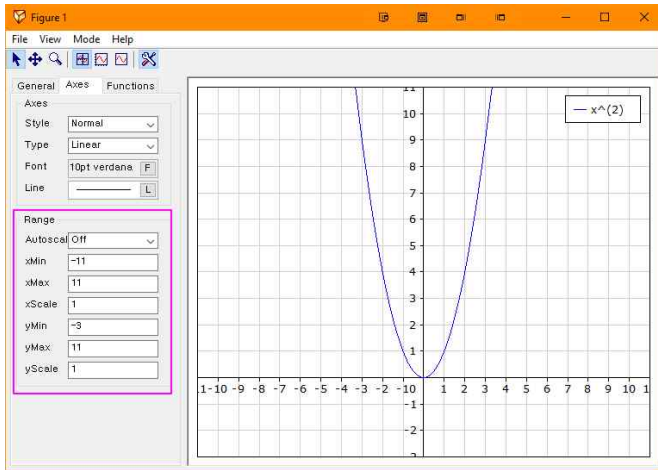 Figure 1
File View Mode Help
General Axes Functions
Axes
Style Normal
Type Linear
Font 10pt verdana F
Line L
Range
Autoscal Off
xMin -11
xMax 11
xScale 1
yMin -3
yMax 11
yScale 1
x^(2)
11
10
9
8
7
6
5
4
3
2
1
1 -10 -9 -8 -7 -6 -5 -4 -3 -2 -1 0 1 2 3 4 5 6 7 8 9 10 1
-1
-2